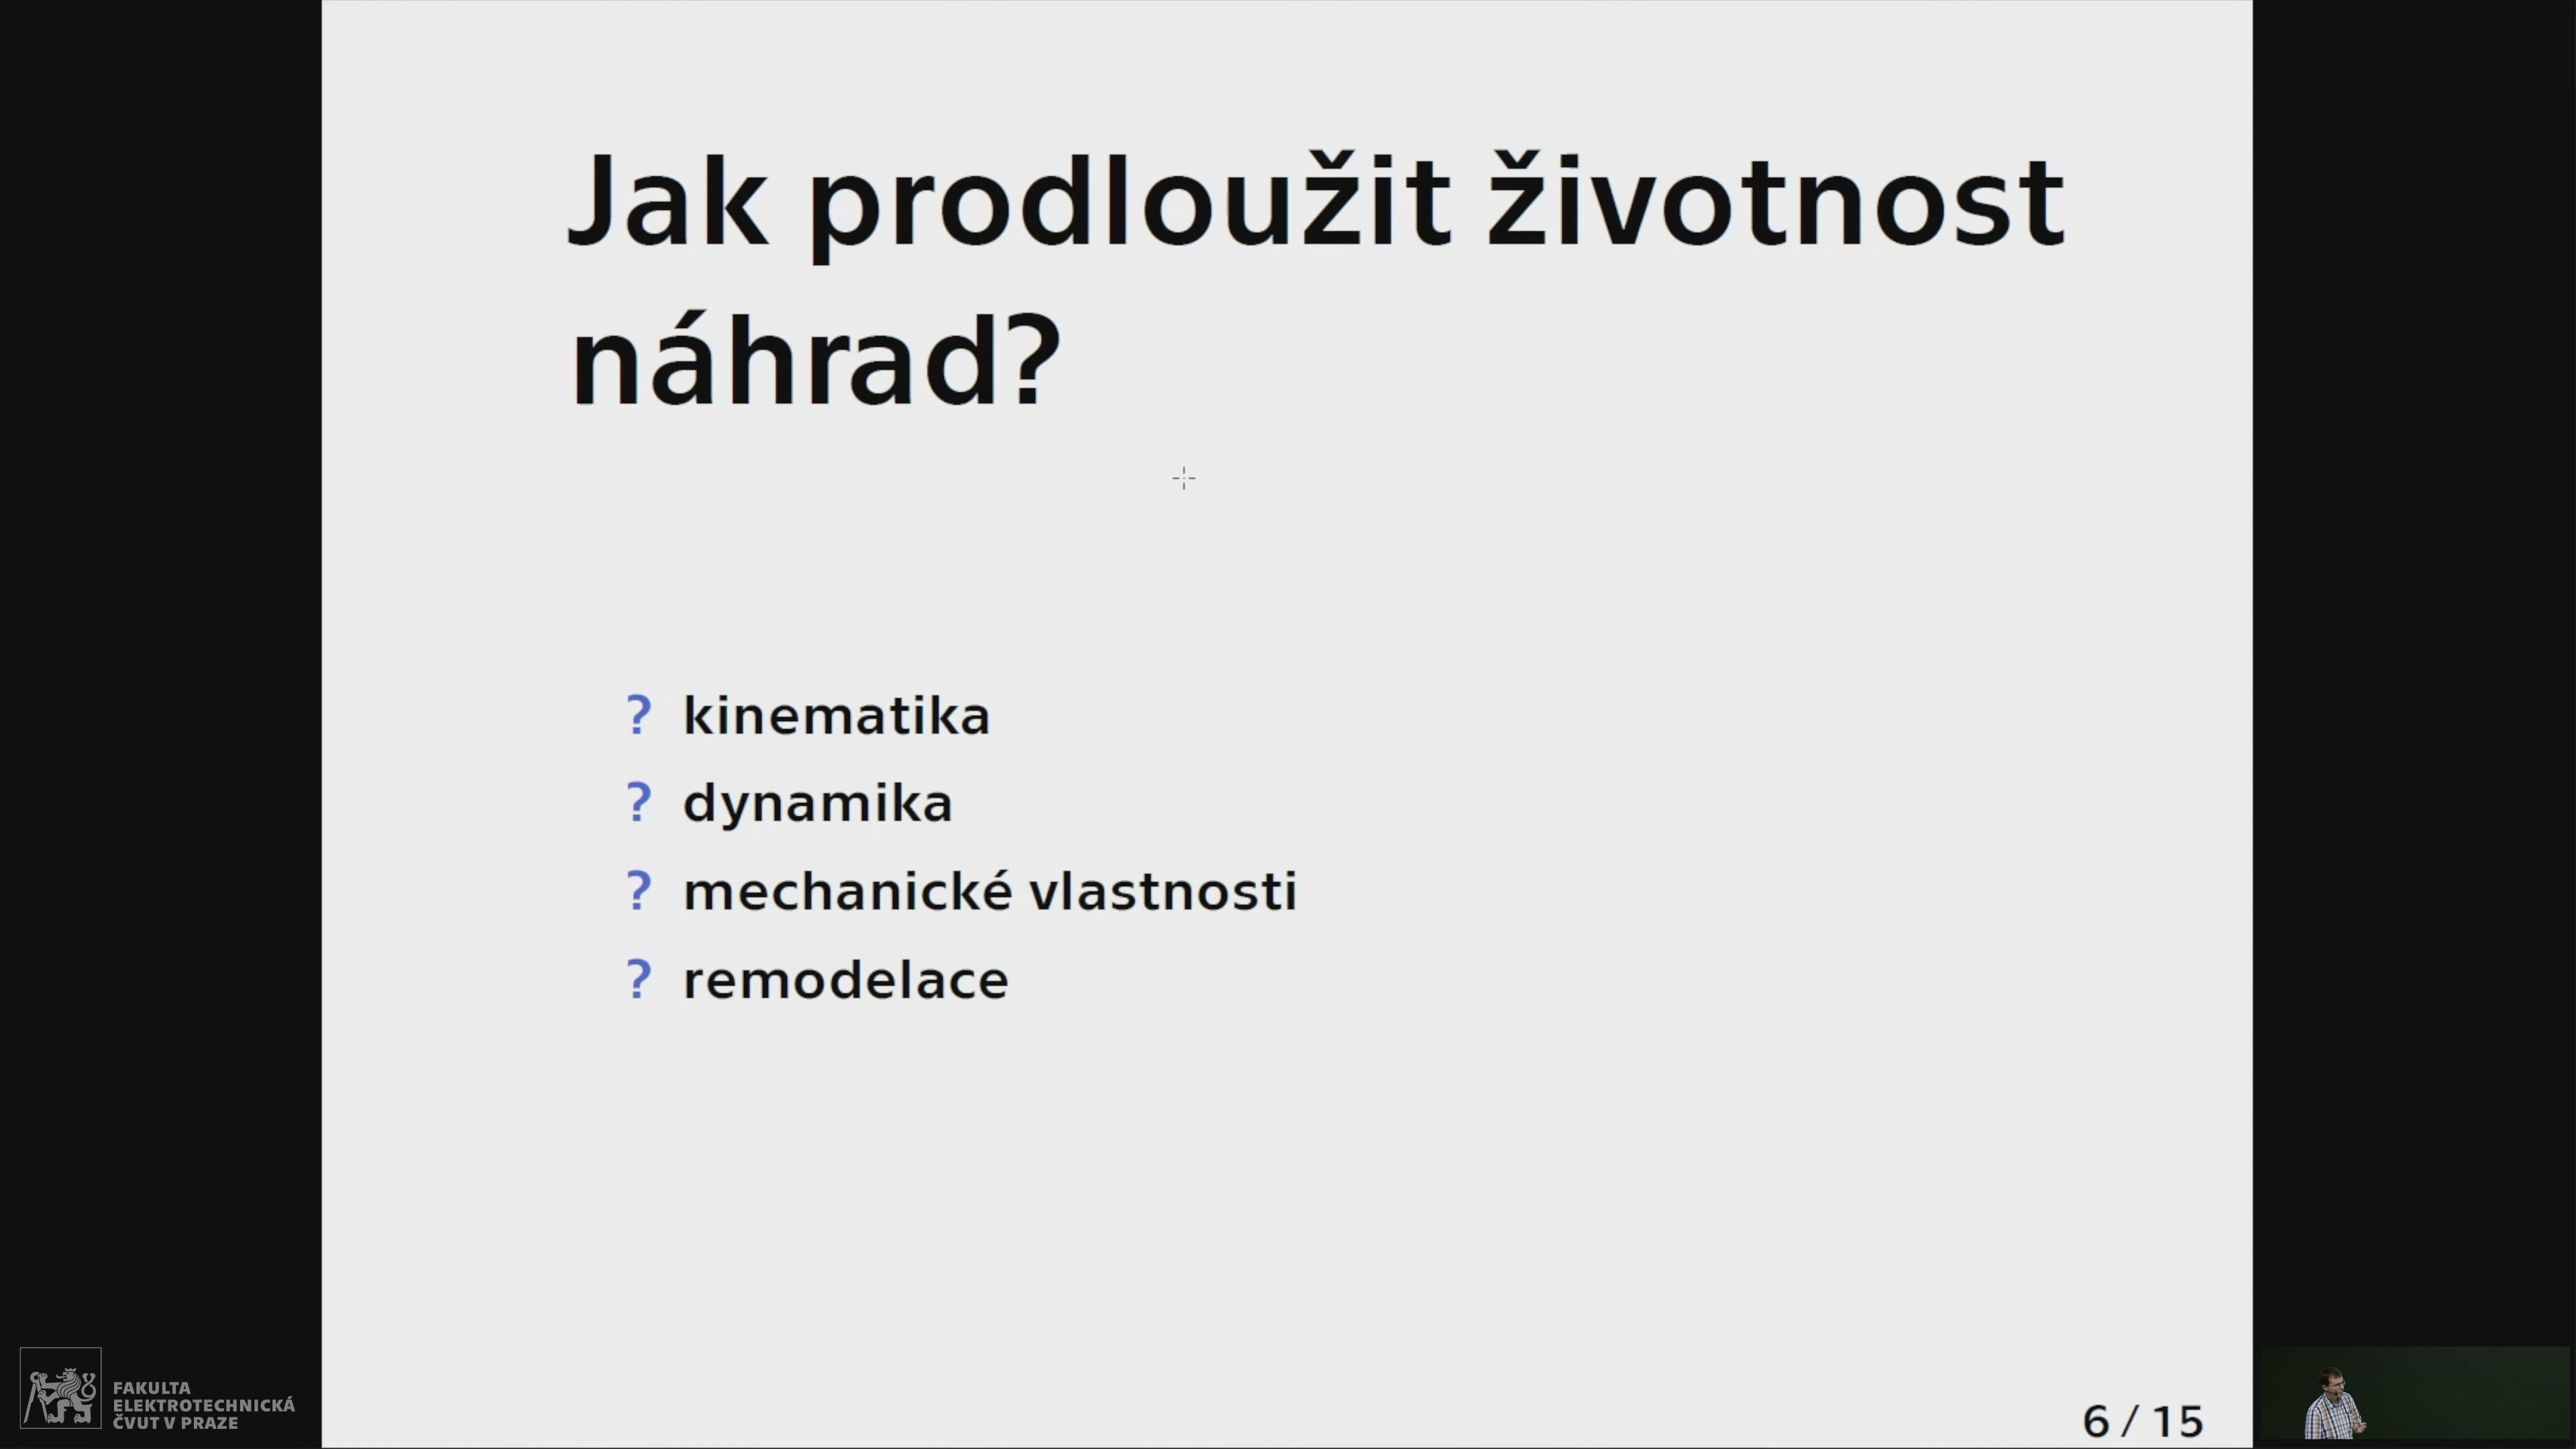 Jak prodloužit životnost
náhrad?
? kinematika
? dynamika
? mechanické vlastnosti
? remodelace
FAKULTA
ELEKTROTECHNICKÁ
ČVUT V PRAZE
6 / 15